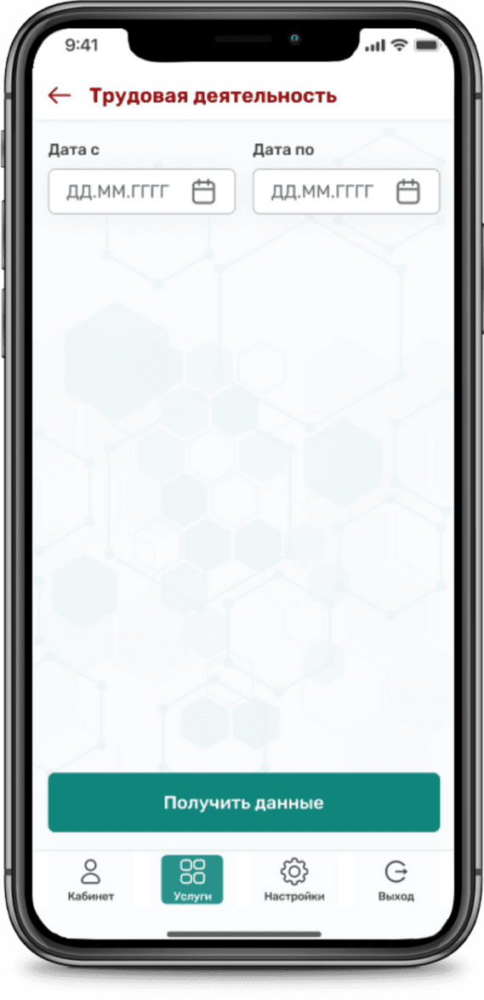 9:41
Трудовая деятельность
Дата с
Дата по
ДД.ММ.ГГГГ
ДД.ММ.ГГГГ
Получить данные
Кабинет
Услуги
Настройки
Выход